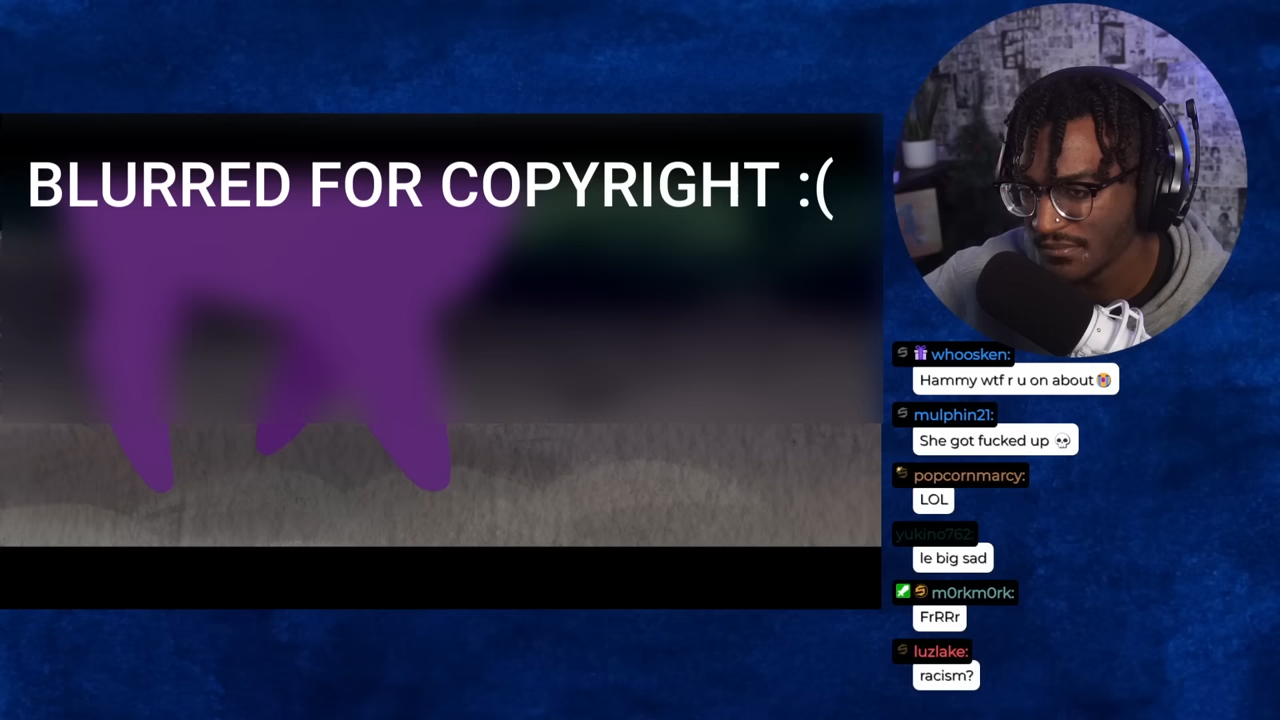 BLURRED FOR COPYRIGHT :(
whoosken:
Hammy wtf r u on about😭
mulphin21:
She got fucked up 💀
popcornmarcy:
LOL
yukino762:
le big sad
m0rkm0rk:
FrRRr
luzlake:
racism?